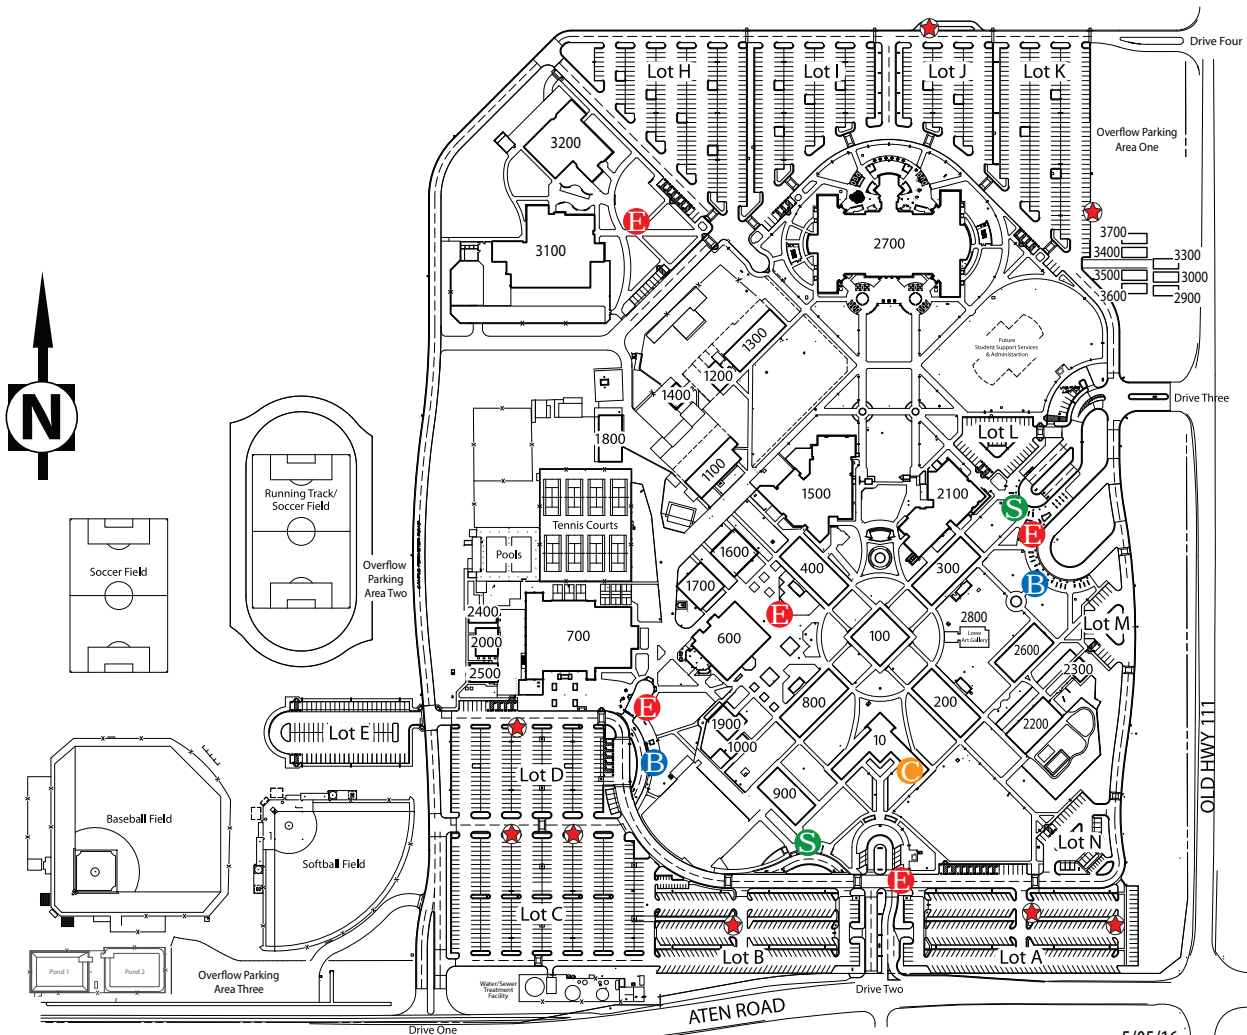 Drive Four
Lot H
Lot I
Lot J
Lot K
Overflow Parking
Area One
3200
E
3100
2700
3700
3400
3300
3500
3000
3600
2900
1300
1200
1400
Future
Student Support Services
& Administartion
N
Drive Three
1800
Lot L
1100
1500
2100
S
E
B
Running Track/
Soccer Field
Tennis Courts
Pools
Soccer Field
Overflow
Parking
Area Two
1600
1700
400
300
2400
2000
2500
700
E
600
100
2800
Lowe
Art Gallery
2600
2300
Lot M
2200
E
800
200
1900
1000
10
B
C
Lot E
Lot D
OLD HWY 111
900
Baseball Field
Softball Field
S
Lot N
E
Lot C
Lot B
Lot A
Pond 1
Pond 2
Overflow Parking
Area Three
Water/Sewer
Treatment
Facility
Drive Two
ATEN ROAD
Drive One
5/05/16